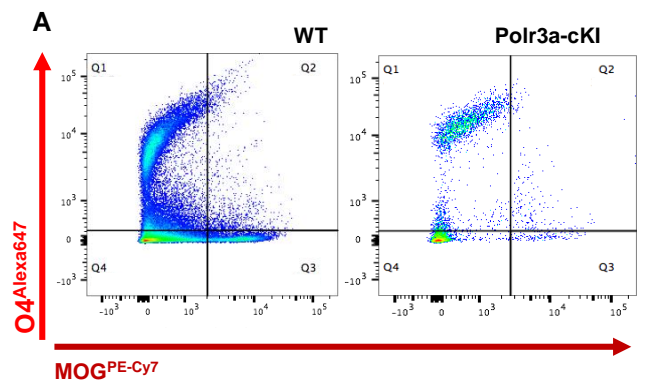 A
WT
Polr3a-cKI
Q1
Q2
Q1
Q2
10⁵
10⁴
10³
0
-10³
10⁵
10⁴
10³
0
-10³
Q4
Q3
Q4
Q3
-10³ 0 10³ 10⁴ 10⁵
-10³ 0 10³ 10⁴ 10⁵
O4Alexa647
MOGPE-Cy7